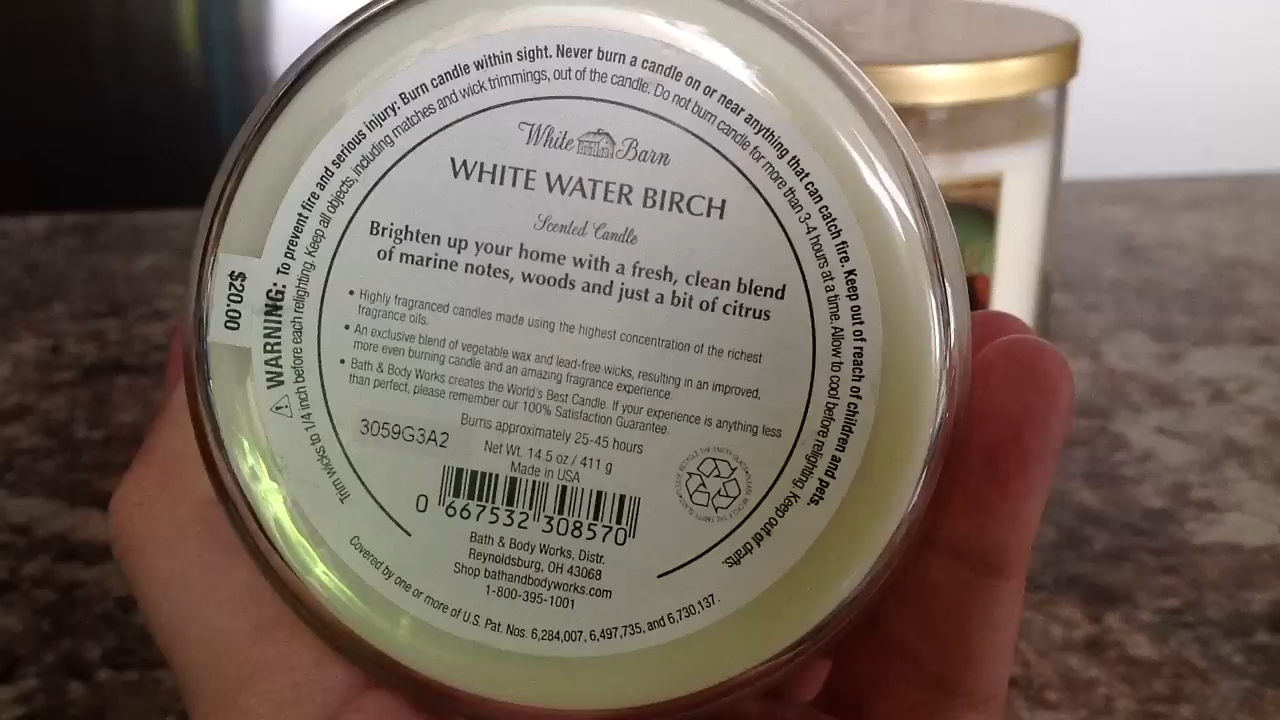 White Barn
WHITE WATER BIRCH
Scented Candle
Brighten up your home with a fresh, clean blend
of marine notes, woods and just a bit of citrus
• Highly fragranced candles made using the highest concentration of the richest
fragrance oils.
• An exclusive blend of vegetable wax and lead-free wicks, resulting in an improved,
more even burning candle and an amazing fragrance experience.
• Bath & Body Works creates the World's Best Candle. If your experience is anything less
than perfect, please remember our 100% Satisfaction Guarantee.
Burns approximately 25-45 hours
3059G3A2
Net Wt. 14.5 oz / 411 g
Made in USA
0 667532 308570
Bath & Body Works, Distr.
Reynoldsburg, OH 43068
Shop bathandbodyworks.com
1-800-395-1001
$20.00
WARNING: To prevent fire and serious injury: Burn candle within sight. Never burn a candle on or near anything that can catch fire. Keep out of reach of children and pets.
Trim wicks to 1/4 inch before each relighting. Keep all objects, including matches and wick trimmings, out of the candle. Do not burn candle for more than 3-4 hours at a time. Allow to cool before relighting. Keep out of drafts.
Covered by one or more of U.S. Pat. Nos. 6,284,007, 6,497,735, and 6,730,137.
PLEASE RECYCLE THE EMPTY GLASS • PLEASE RECYCLE THE EMPTY GLASS •